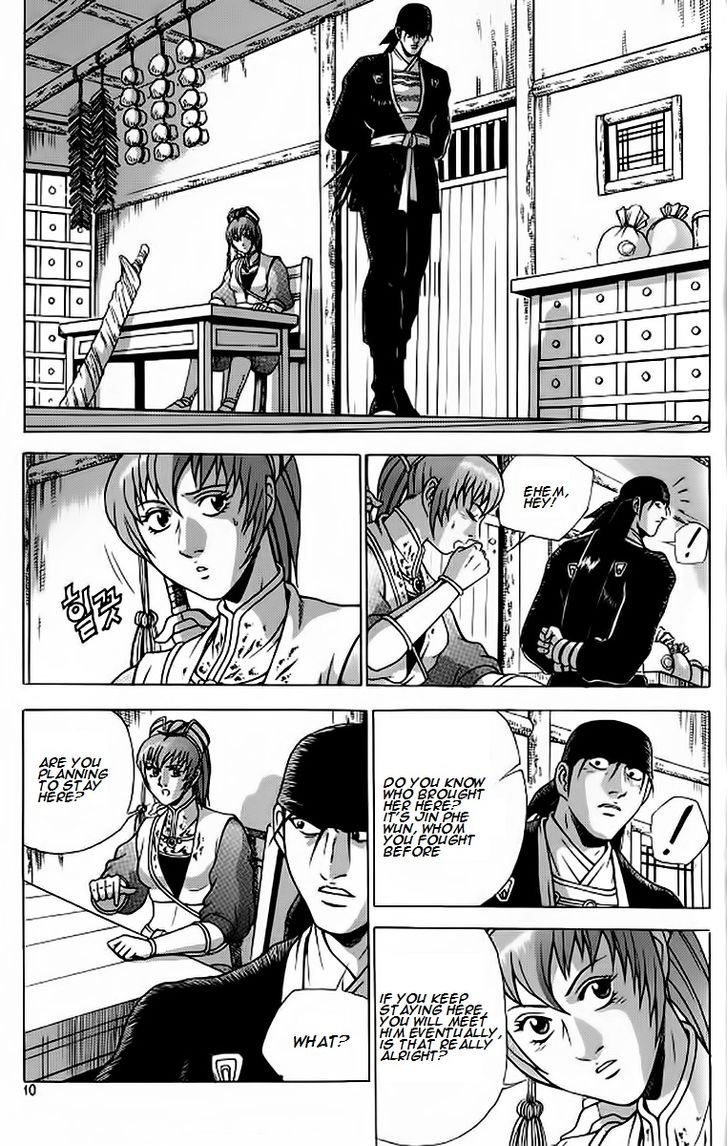 힐끗
EHEM,
HEY!
!
ARE YOU
PLANNING
TO STAY
HERE?
WHAT?
DO YOU KNOW
WHO BROUGHT
HER HERE?
IT'S JIN PHE
WUN, WHOM
YOU FOUGHT
BEFORE
!
IF YOU KEEP
STAYING HERE,
YOU WILL MEET
HIM EVENTUALLY,
IS THAT REALLY
ALRIGHT?
10